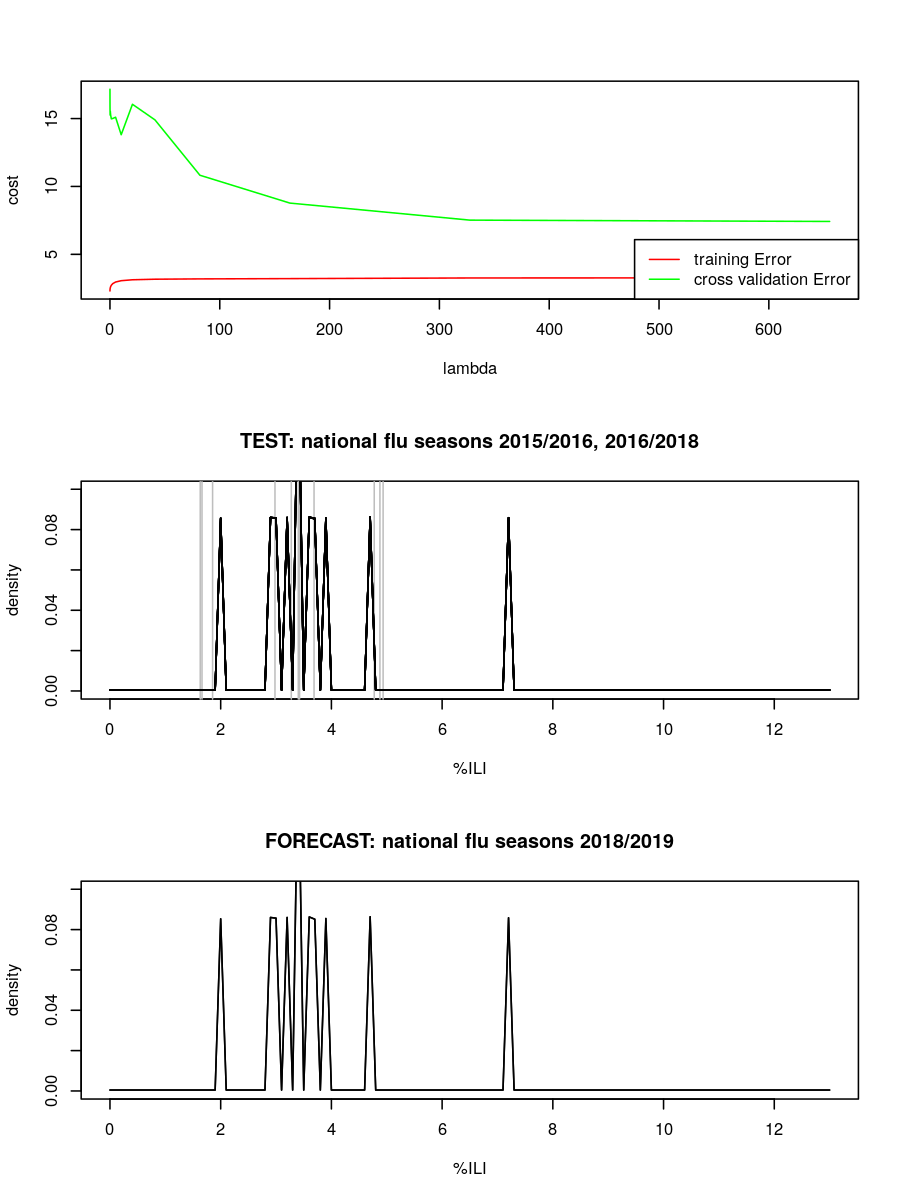 15
10
5
cost
training Error
cross validation Error
0 100 200 300 400 500 600
lambda
TEST: national flu seasons 2015/2016, 2016/2018
0.08
0.04
0.00
density
0 2 4 6 8 10 12
%ILI
FORECAST: national flu seasons 2018/2019
0.08
0.04
0.00
density
0 2 4 6 8 10 12
%ILI